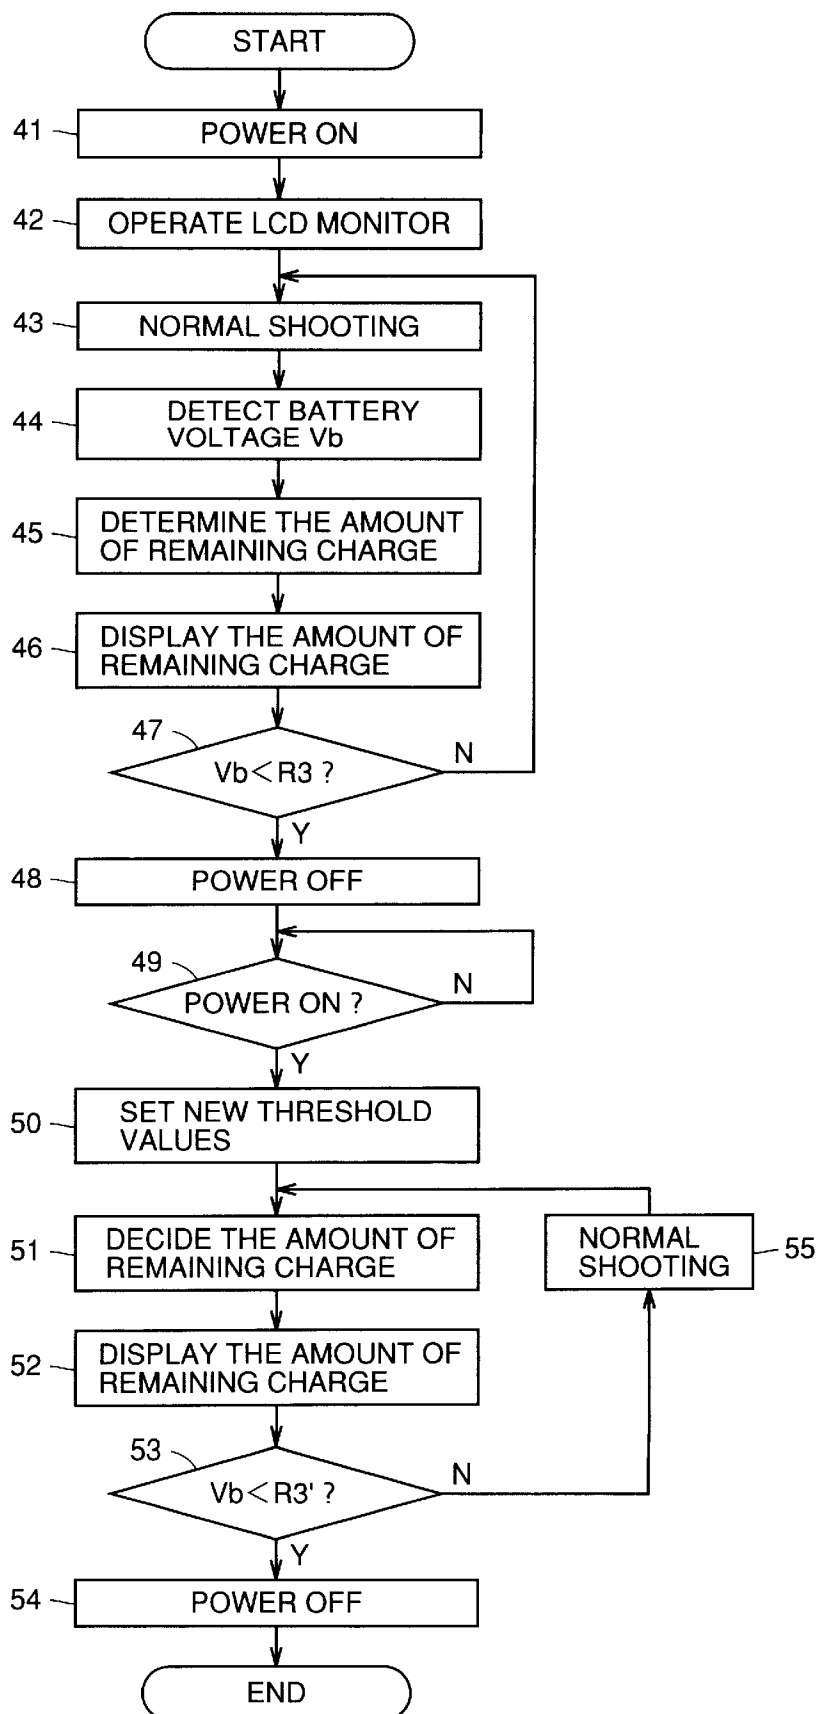 START
41
POWER ON
42
OPERATE LCD MONITOR
43
NORMAL SHOOTING
44
DETECT BATTERY
VOLTAGE Vb
45
DETERMINE THE AMOUNT
OF REMAINING CHARGE
46
DISPLAY THE AMOUNT OF
REMAINING CHARGE
47
Vb<R3 ?
N
Y
48
POWER OFF
49
POWER ON ?
N
Y
50
SET NEW THRESHOLD
VALUES
51
DECIDE THE AMOUNT OF
REMAINING CHARGE
NORMAL
SHOOTING
55
52
DISPLAY THE AMOUNT OF
REMAINING CHARGE
53
Vb<R3' ?
N
Y
54
POWER OFF
END